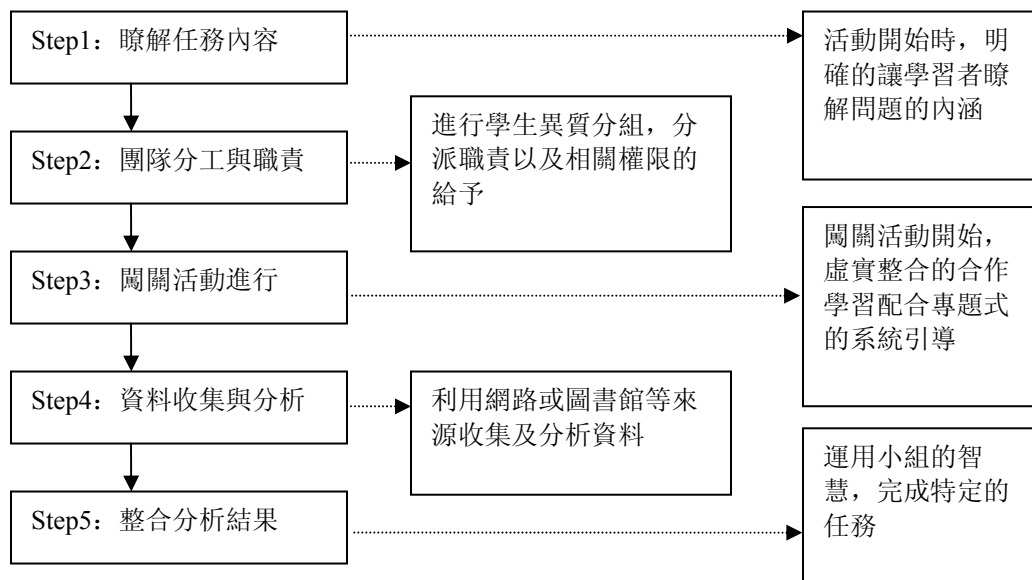 Step1：瞭解任務內容
活動開始時，明
確的讓學習者瞭
解問題的內涵
Step2：團隊分工與職責
進行學生異質分組，分
派職責以及相關權限的
給予
Step3：闖關活動進行
闖關活動開始，
虛實整合的合作
學習配合專題式
的系統引導
Step4：資料收集與分析
利用網路或圖書館等來
源收集及分析資料
Step5：整合分析結果
運用小組的智
慧，完成特定的
任務